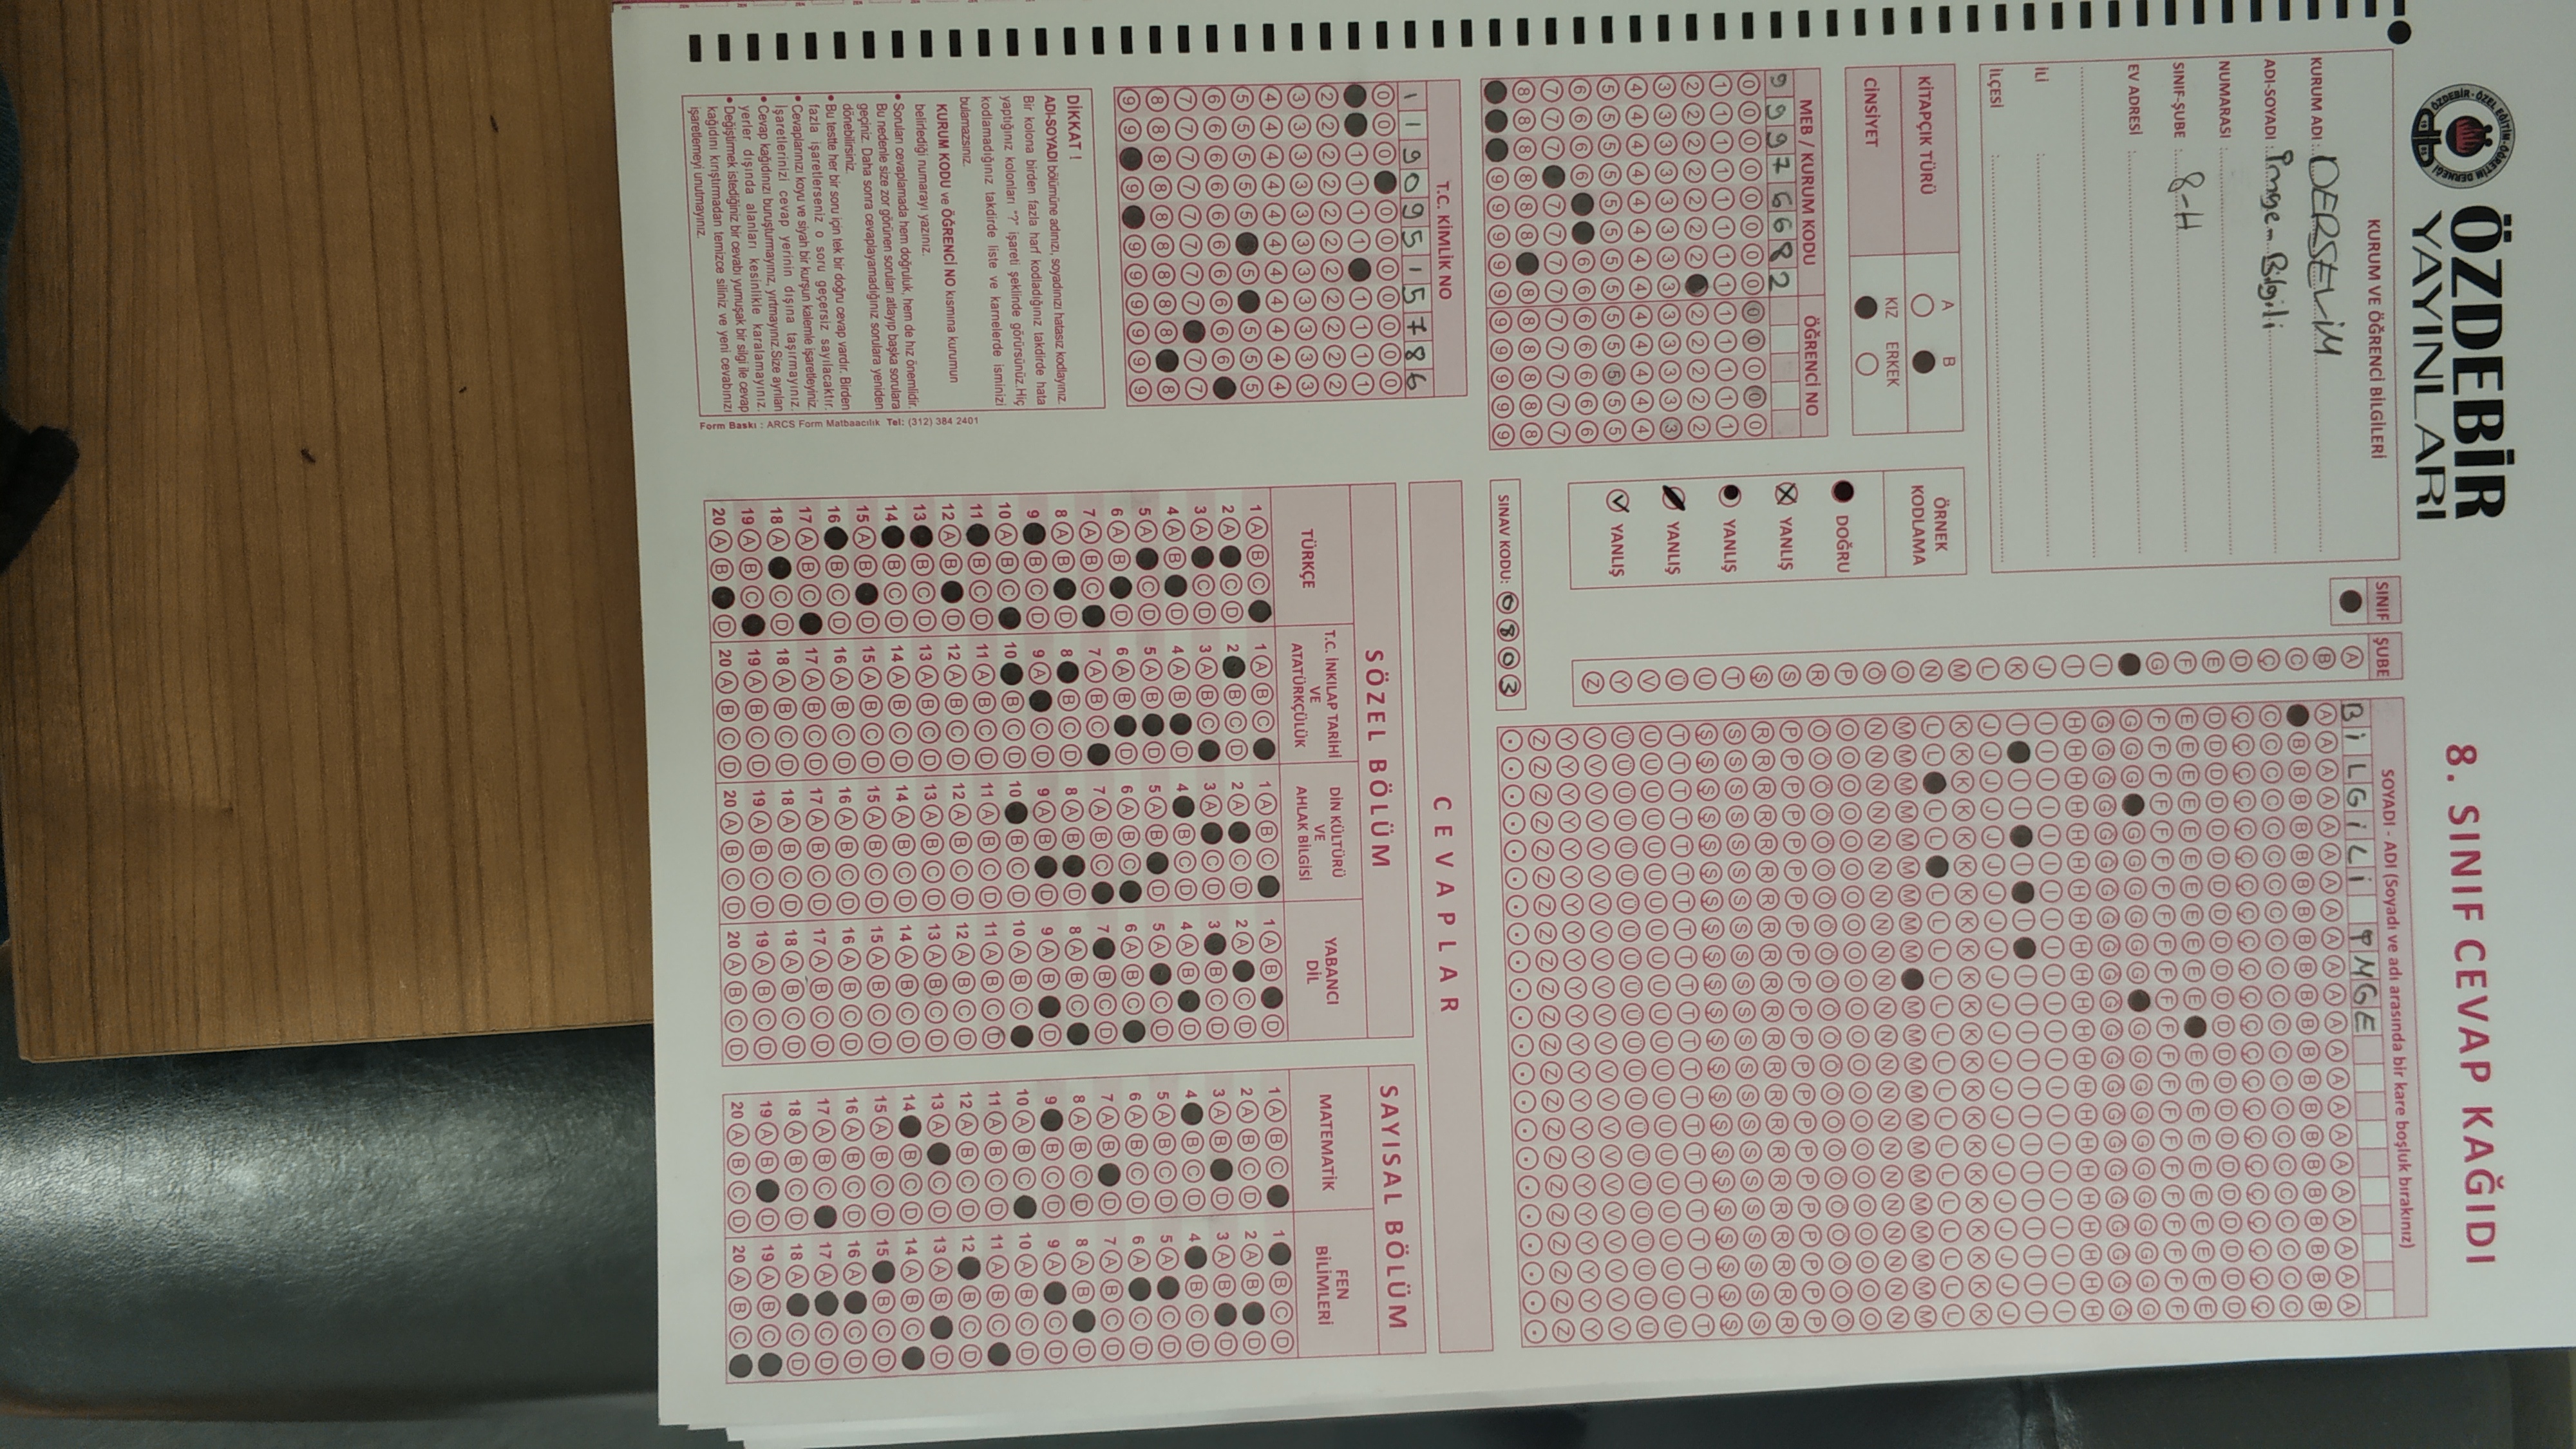 ÖZDEBİR
YAYINLARI
8. SINIF CEVAP KAĞIDI
KURUM VE ÖĞRENCİ BİLGİLERİ
KURUM ADI : DERSEVİM
ADI-SOYADI : İmge Bilgili
NUMARASI :
SINIF-ŞUBE : 8-H
EV ADRESİ :
İLİ :
İLÇESİ :
SINIF
ŞUBE
SOYADI - ADI (Soyadı ve adı arasında bir kare boşluk bırakınız)
BİLGİLİ İMGE
KİTAPÇIK TÜRÜ
A B
CİNSİYET
KIZ ERKEK
ÖRNEK KODLAMA
DOĞRU
YANLIŞ
YANLIŞ
YANLIŞ
YANLIŞ
MEB / KURUM KODU
99976682
ÖĞRENCİ NO
SINAV KODU: 0803
T.C. KİMLİK NO
11909515786
DİKKAT !
ADI-SOYADI bölümüne adınızı, soyadınızı hatasız kodlayınız.
Bir kolona birden fazla harf kodladığınız takdirde hata
yaptığınız kolonları "?" işareti şeklinde görürsünüz.Hiç
kodlamadığınız takdirde liste ve karnelerde isminizi
bulamazsınız.
KURUM KODU ve ÖĞRENCİ NO kısmına kurumun
belirlediği numarayı yazınız.
• Soruları cevaplamada hem doğruluk, hem de hız önemlidir.
Bu nedenle size zor görünen soruları atlayıp başka sorulara
geçiniz. Daha sonra cevaplayamadığınız sorulara yeniden
dönebilirsiniz.
• Bu testte her bir soru için tek bir doğru cevap vardır. Birden
fazla işaretlerseniz o soru geçersiz sayılacaktır.
• Cevaplarınızı koyu ve siyah bir kurşun kalemle işaretleyiniz.
İşaretlerinizi cevap yerinin dışına taşırmayınız.
• Cevap kağıdınızı buruşturmayınız, yırtmayınız.Size ayrılan
yerler dışında alanları kesinlikle karalamayınız.
• Değiştirmek istediğiniz bir cevabı yumuşak bir silgi ile cevap
kağıdını kırıştırmadan temizce siliniz ve yeni cevabınızı
işaretlemeyi unutmayınız.
Form Baskı : ARCS Form Matbaacılık Tel: (312) 384 2401
CEVAPLAR
SÖZEL BÖLÜM
SAYISAL BÖLÜM
TÜRKÇE
T.C. İNKILAP TARİHİ
VE
ATATÜRKÇÜLÜK
DİN KÜLTÜRÜ
VE
AHLAK BİLGİSİ
YABANCI
DİL
MATEMATİK
FEN
BİLİMLERİ